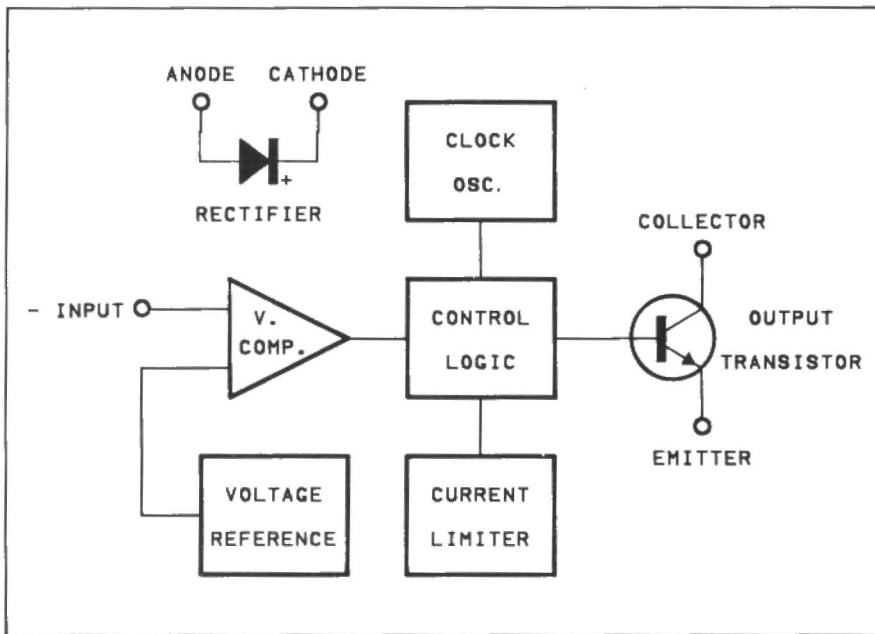 ANODE CATHODE
+
RECTIFIER
CLOCK
OSC.
COLLECTOR
- INPUT
V.
COMP.
CONTROL
LOGIC
OUTPUT
TRANSISTOR
EMITTER
VOLTAGE
REFERENCE
CURRENT
LIMITER